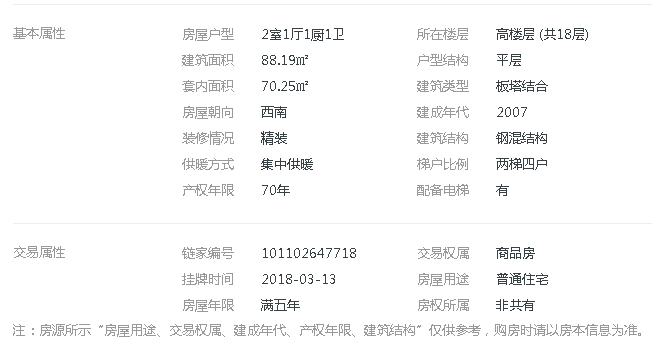 基本属性 房屋户型 2室1厅1厨1卫 所在楼层 高楼层 (共18层)
建筑面积 88.19㎡ 户型结构 平层
套内面积 70.25㎡ 建筑类型 板塔结合
房屋朝向 西南 建成年代 2007
装修情况 精装 建筑结构 钢混结构
供暖方式 集中供暖 梯户比例 两梯四户
产权年限 70年 配备电梯 有
交易属性 链家编号 101102647718 交易权属 商品房
挂牌时间 2018-03-13 房屋用途 普通住宅
房屋年限 满五年 房权所属 非共有
注：房源所示“房屋用途、交易权属、建成年代、产权年限、建筑结构”仅供参考，购房时请以房本信息为准。